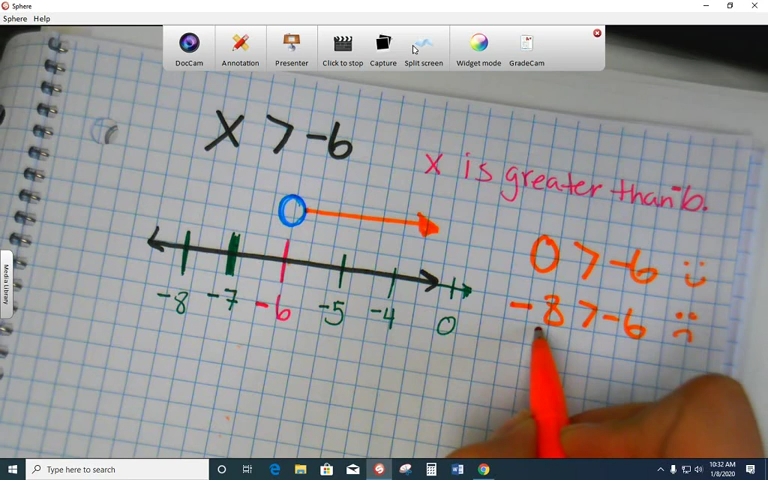 Sphere
Sphere Help
DocCam Annotation Presenter Click to stop Capture Split screen Widget mode GradeCam
Media Library
X > -6
x is greater than -6.
0 > -6
-8 > -6
-8 -7 -6 -5 -4 0
Type here to search
10:32 AM
1/8/2020